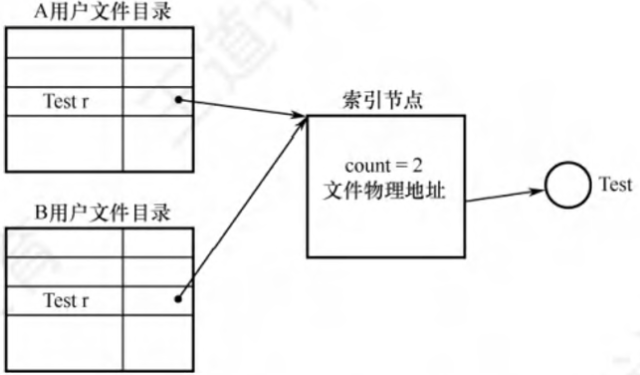 A用户文件目录
Test r
索引节点
count = 2
文件物理地址
Test
B用户文件目录
Test r